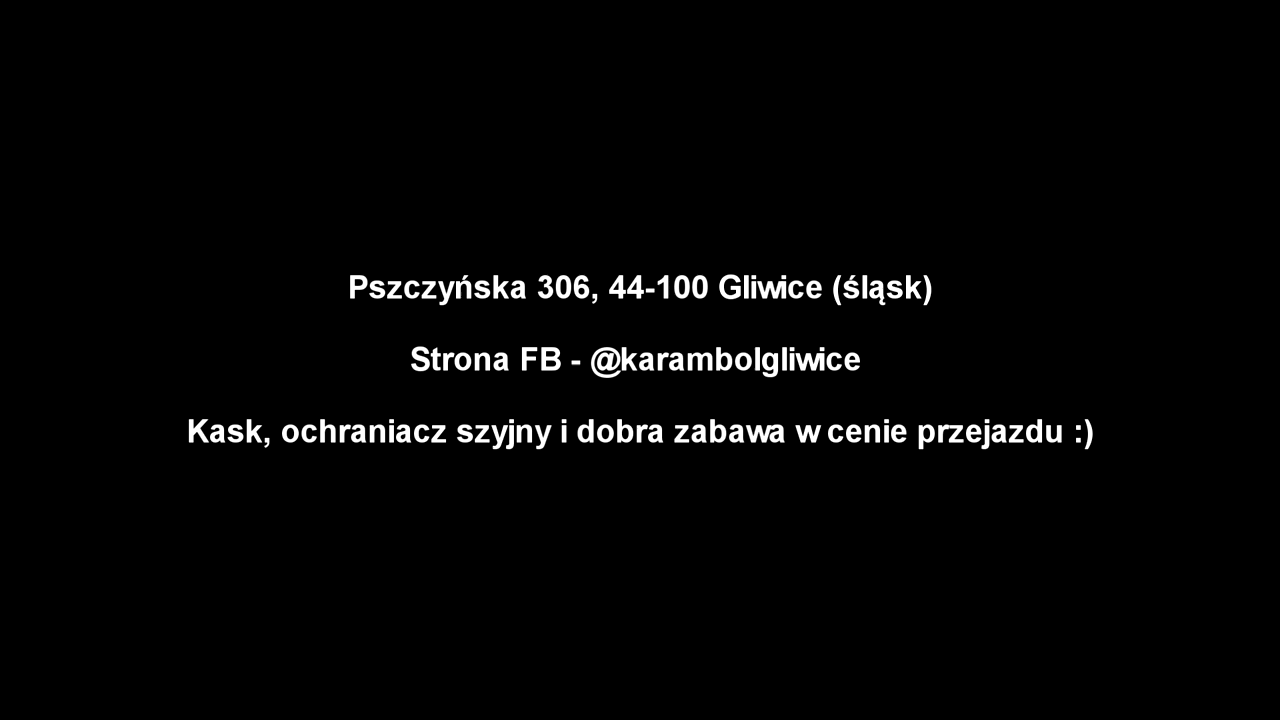 Pszczyńska 306, 44-100 Gliwice (śląsk)
Strona FB - @karambolgliwice
Kask, ochraniacz szyjny i dobra zabawa w cenie przejazdu :)